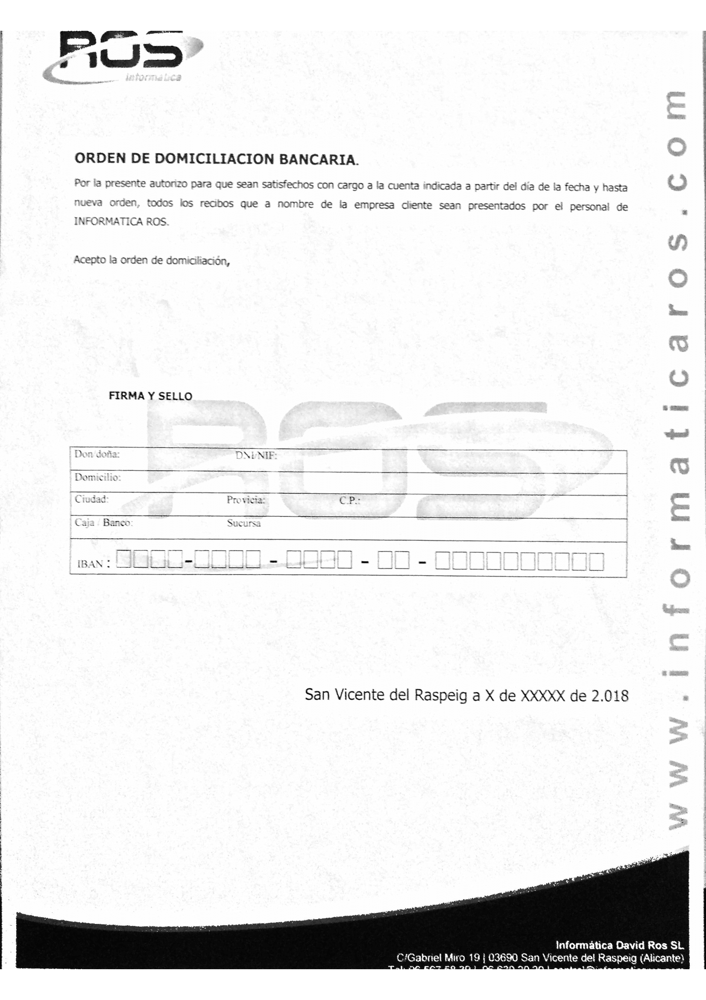 ROS
informatica
ORDEN DE DOMICILIACION BANCARIA.
Por la presente autorizo para que sean satisfechos con cargo a la cuenta indicada a partir del día de la fecha y hasta
nueva orden, todos los recibos que a nombre de la empresa cliente sean presentados por el personal de
INFORMATICA ROS.
Acepto la orden de domiciliación,
FIRMA Y SELLO
ROS
Don/doña: DNI/NIF:
Domicilio:
Ciudad: Provicia: C.P.:
Caja / Banco: Sucursa
IBAN : - - - -
San Vicente del Raspeig a X de XXXXX de 2.018
www.informaticaros.com
Informática David Ros SL
C/Gabriel Miro 19 | 03690 San Vicente del Raspeig (Alicante)